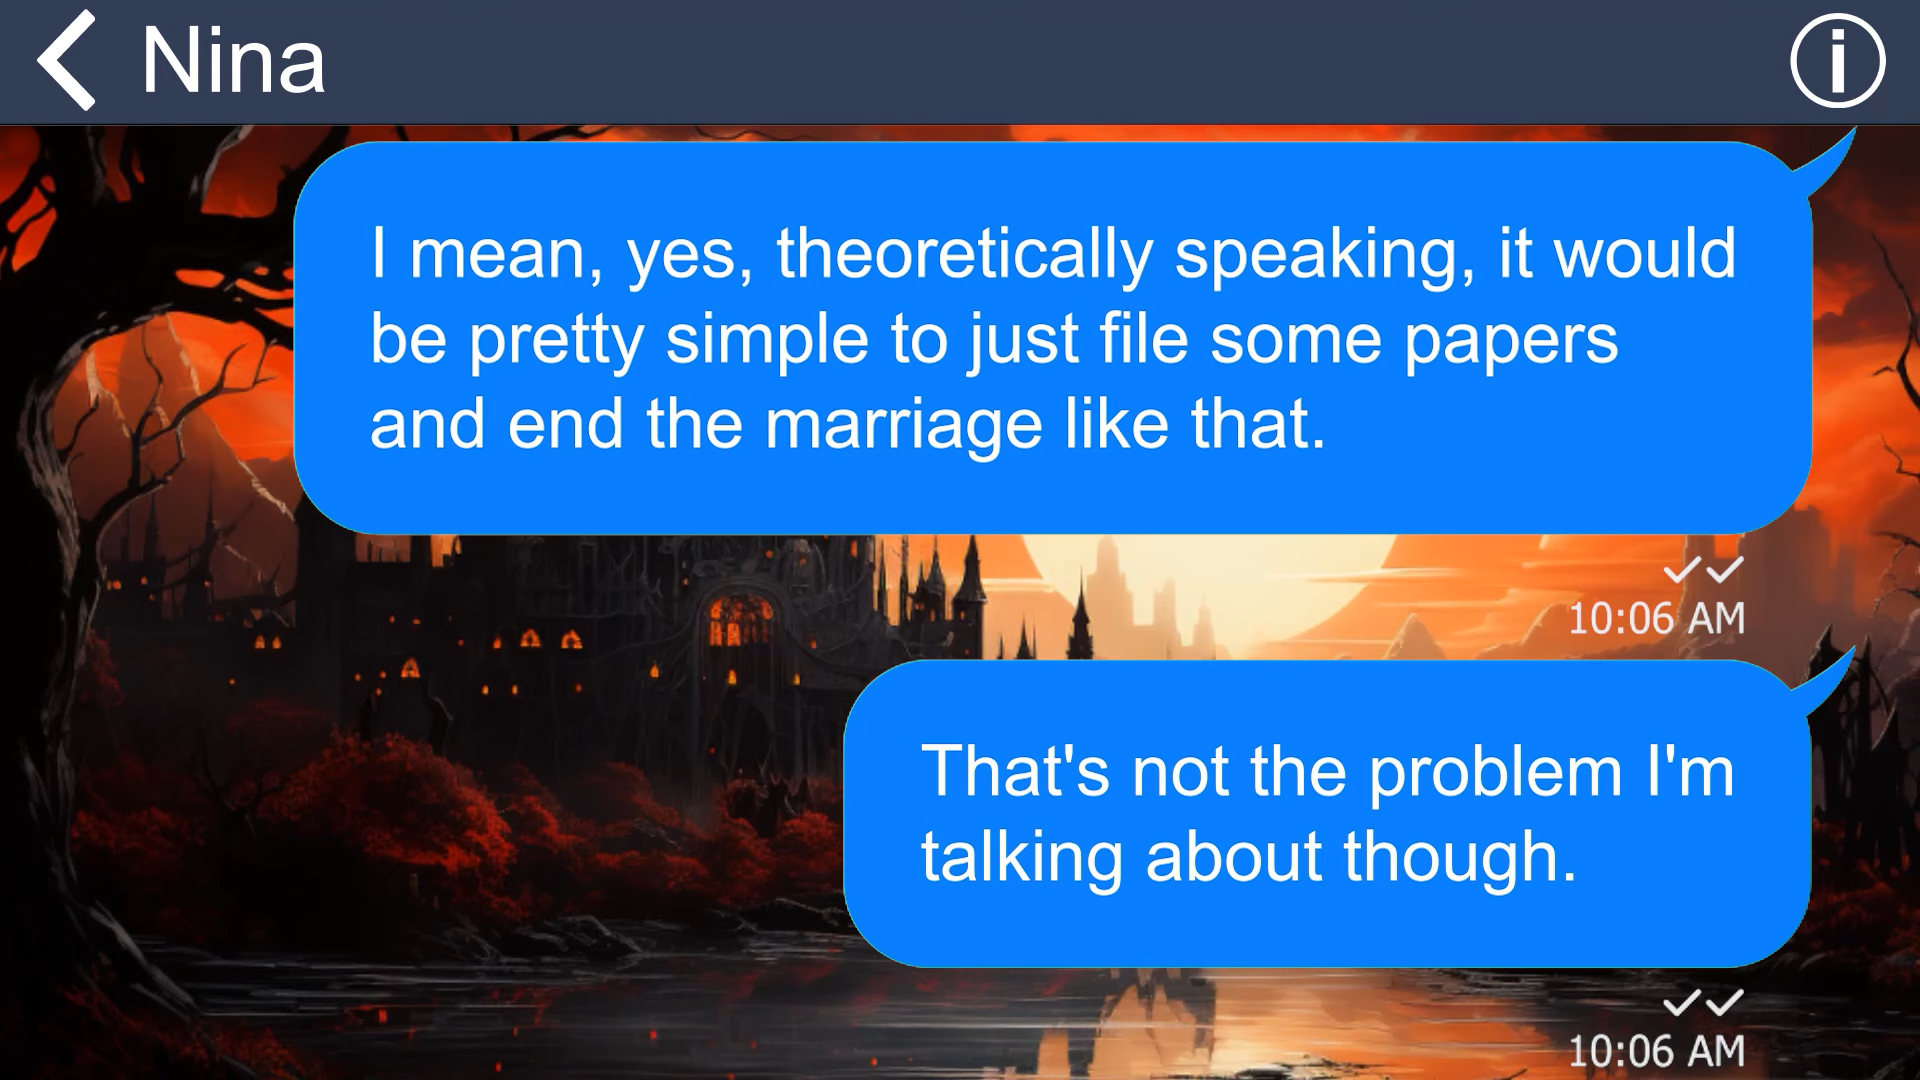 Nina
I mean, yes, theoretically speaking, it would
be pretty simple to just file some papers
and end the marriage like that.
10:06 AM
That's not the problem I'm
talking about though.
10:06 AM